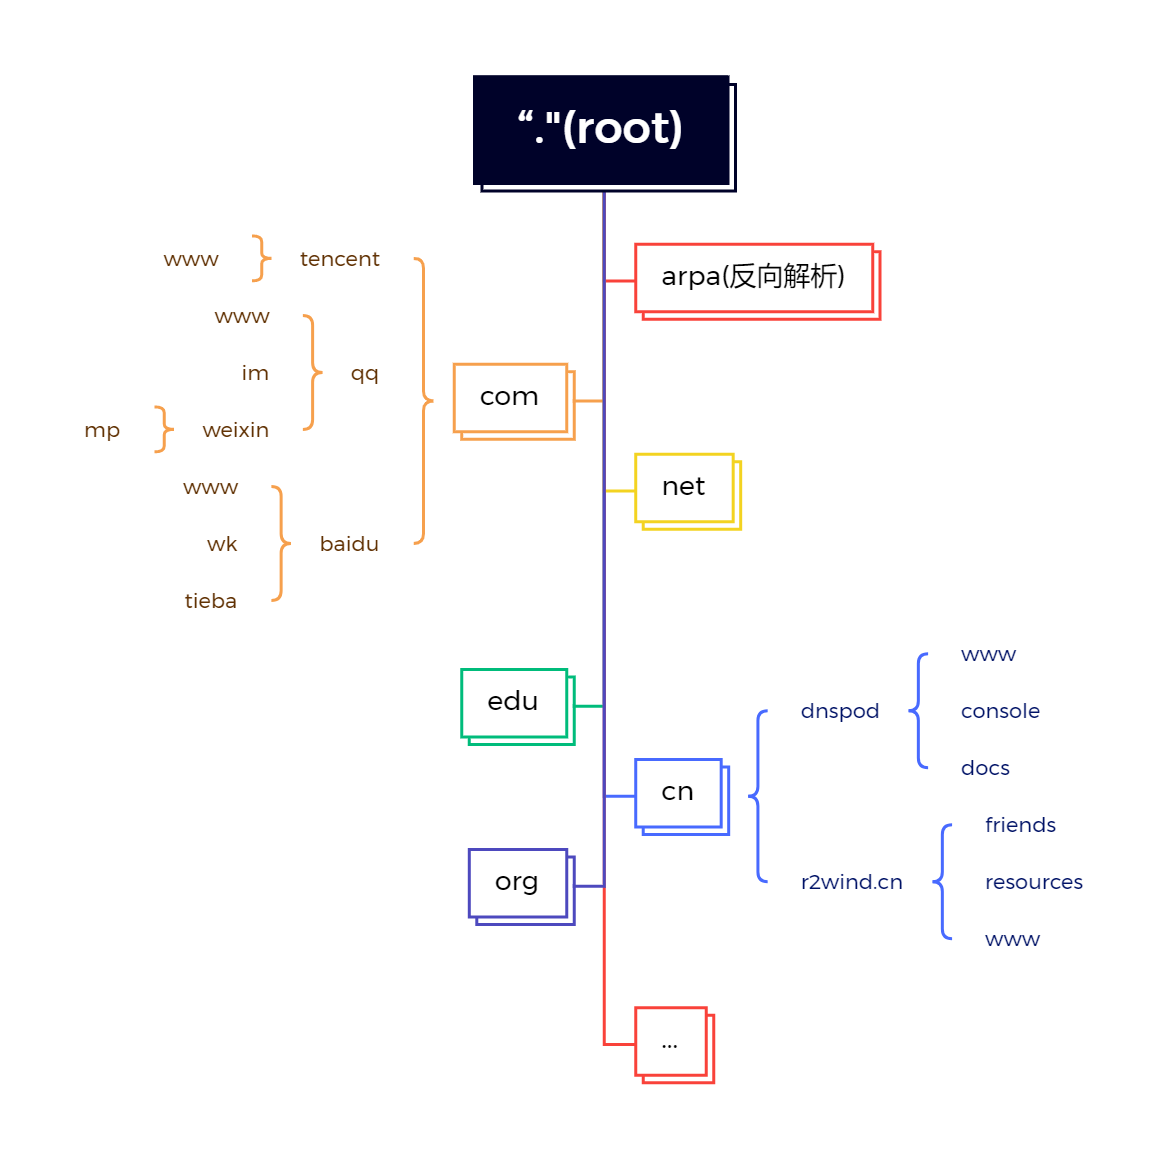 “."(root)
arpa(反向解析)
com
tencent
www
qq
www
im
weixin
mp
baidu
www
wk
tieba
net
edu
cn
dnspod
www
console
docs
r2wind.cn
friends
resources
www
org
...